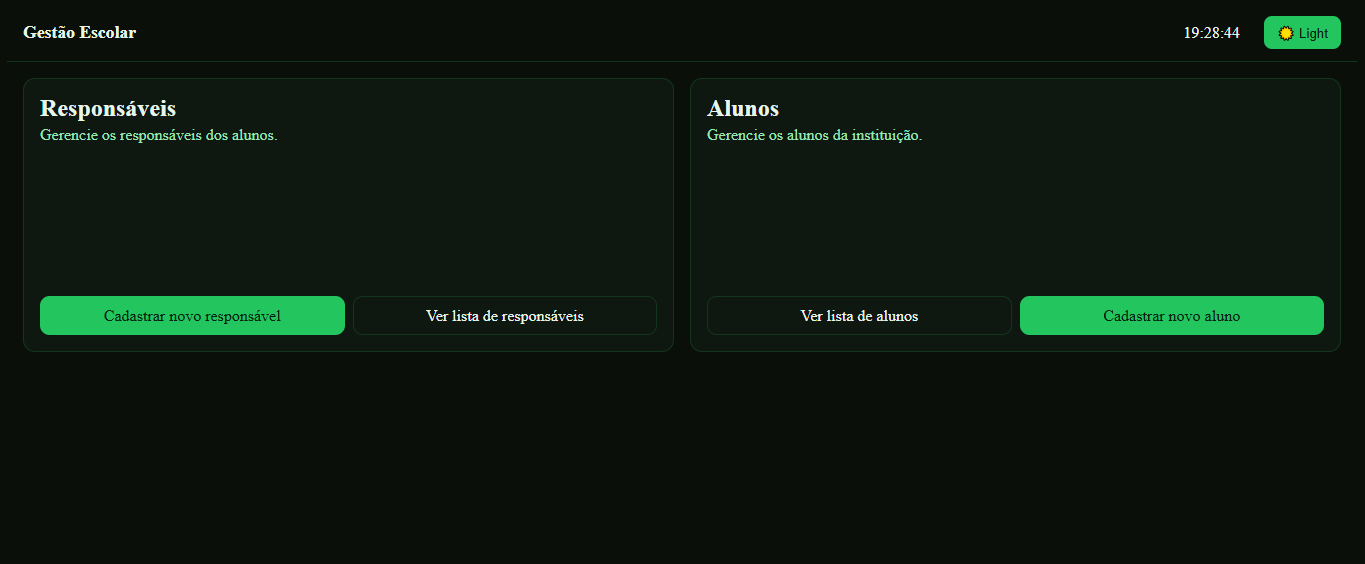 Gestão Escolar
19:28:44
Light
Responsáveis
Gerencie os responsáveis dos alunos.
Cadastrar novo responsável
Ver lista de responsáveis
Alunos
Gerencie os alunos da instituição.
Ver lista de alunos
Cadastrar novo aluno